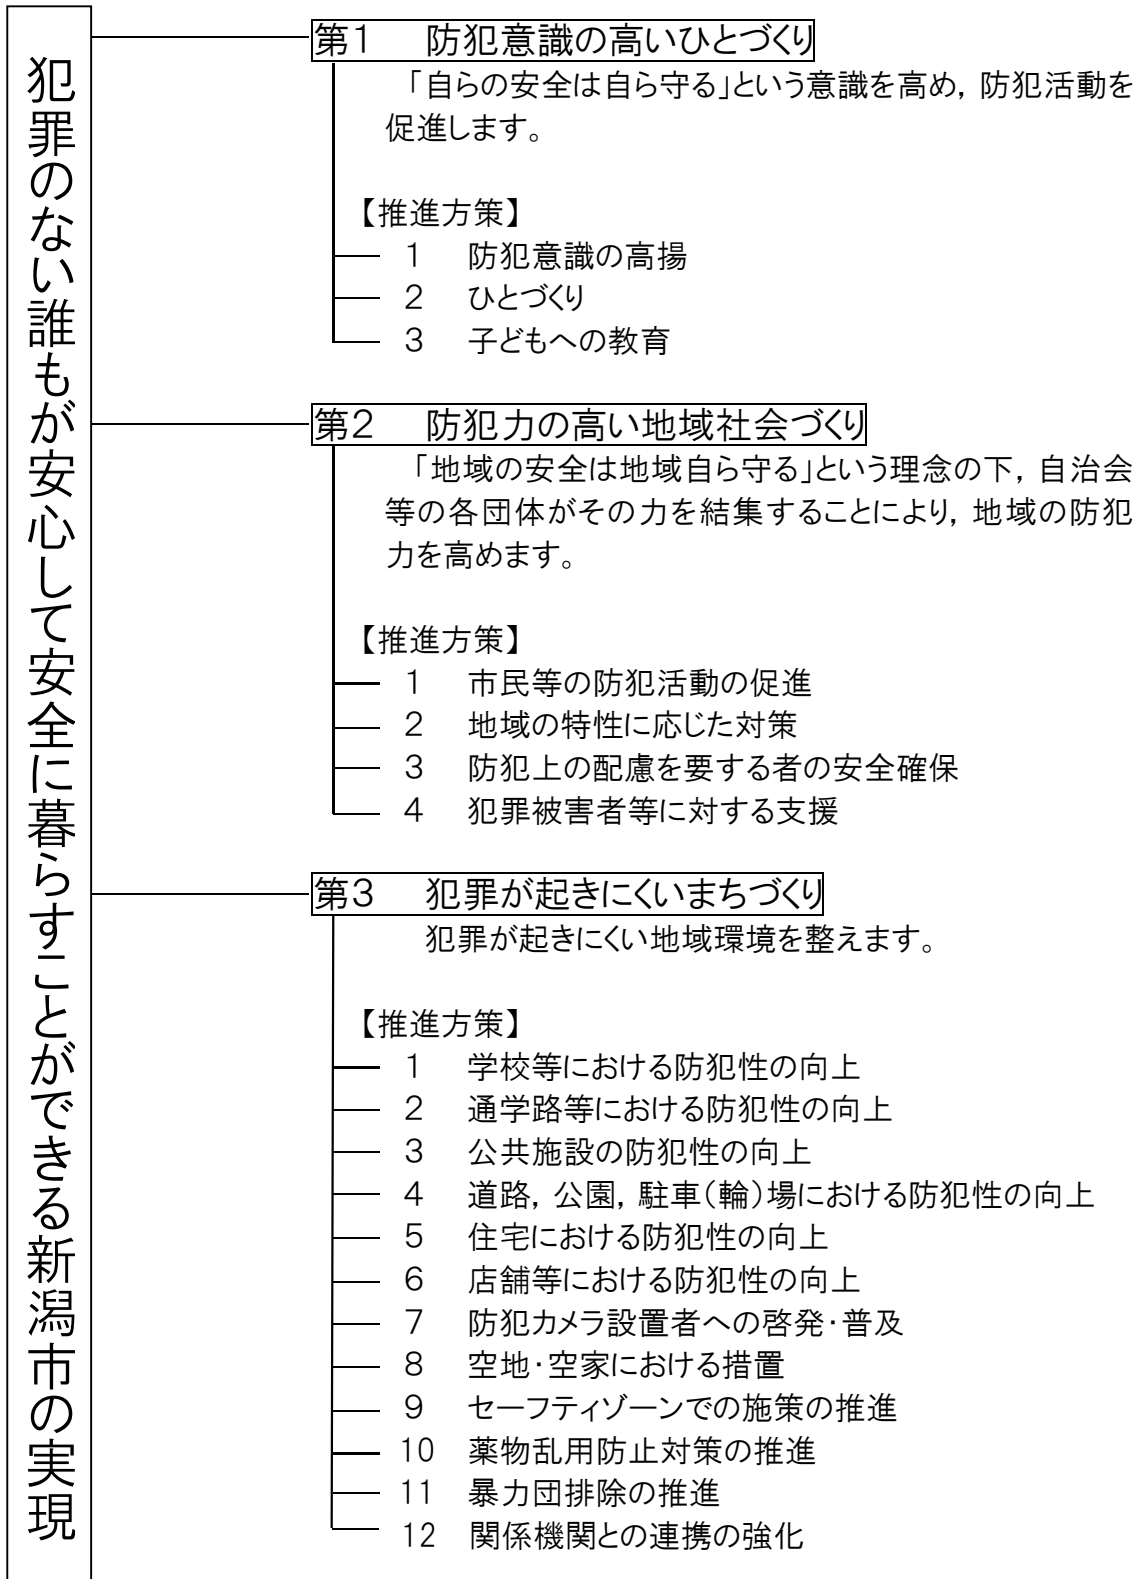 犯罪のない誰もが安心して安全に暮らすことができる新潟市の実現
第1　防犯意識の高いひとづくり
「自らの安全は自ら守る」という意識を高め，防犯活動を
促進します。
【推進方策】
1　防犯意識の高揚
2　ひとづくり
3　子どもへの教育
第2　防犯力の高い地域社会づくり
「地域の安全は地域自ら守る」という理念の下，自治会
等の各団体がその力を結集することにより，地域の防犯
力を高めます。
【推進方策】
1　市民等の防犯活動の促進
2　地域の特性に応じた対策
3　防犯上の配慮を要する者の安全確保
4　犯罪被害者等に対する支援
第3　犯罪が起きにくいまちづくり
犯罪が起きにくい地域環境を整えます。
【推進方策】
1　学校等における防犯性の向上
2　通学路等における防犯性の向上
3　公共施設の防犯性の向上
4　道路，公園，駐車（輪）場における防犯性の向上
5　住宅における防犯性の向上
6　店舗等における防犯性の向上
7　防犯カメラ設置者への啓発・普及
8　空地・空家における措置
9　セーフティゾーンでの施策の推進
10　薬物乱用防止対策の推進
11　暴力団排除の推進
12　関係機関との連携の強化